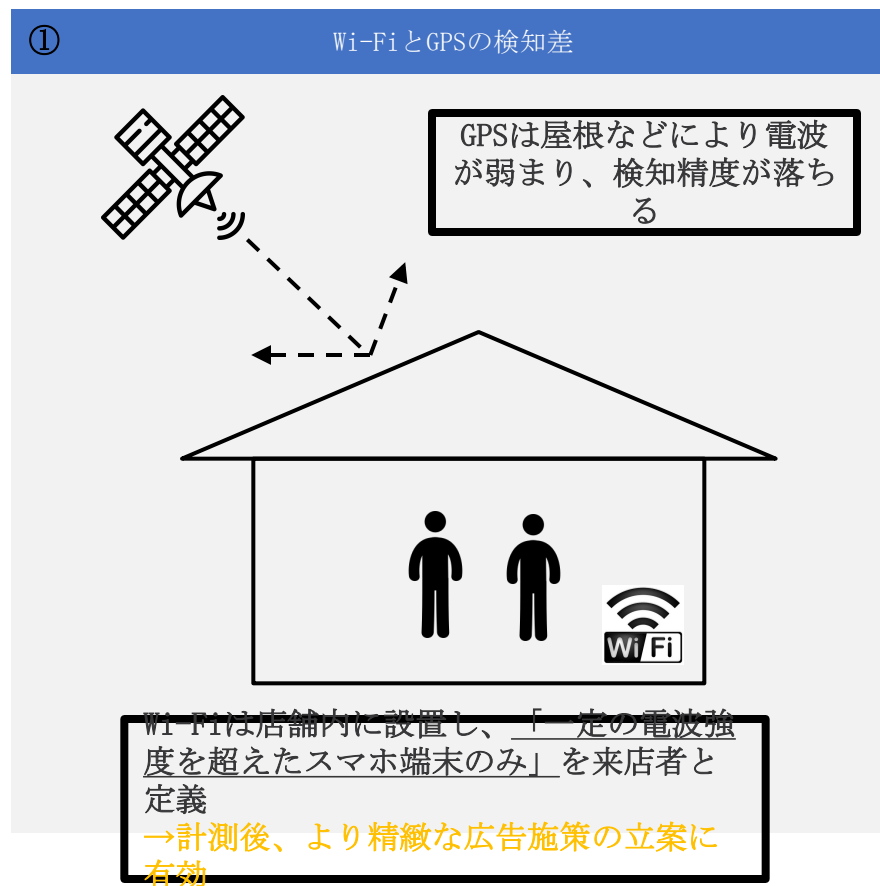 ①
Wi-FiとGPSの検知差
GPSは屋根などにより電波
が弱まり、検知精度が落ち
る
Wi Fi
Wi-Fiは店舗内に設置し、「一定の電波強
度を超えたスマホ端末のみ」を来店者と
定義
→計測後、より精緻な広告施策の立案に
有効